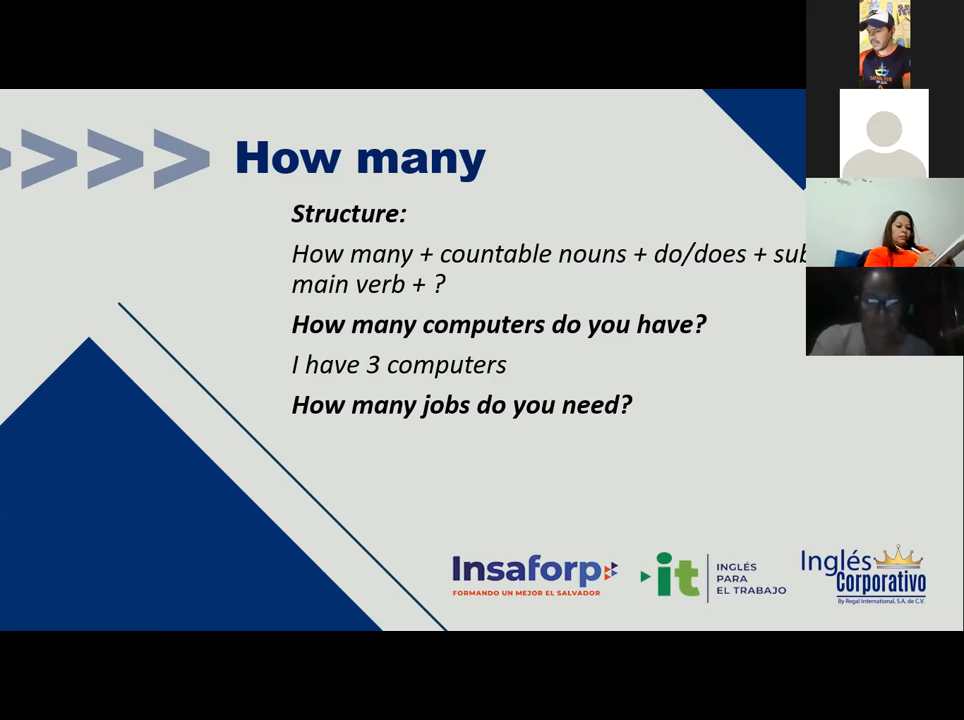 >>>> How many
Structure:
How many + countable nouns + do/does + sub
main verb + ?
How many computers do you have?
I have 3 computers
How many jobs do you need?
Insaforp
FORMANDO UN MEJOR EL SALVADOR
it
INGLÉS
PARA
EL TRABAJO
Inglés
Corporativo
By Regal International, S.A. de C.V.